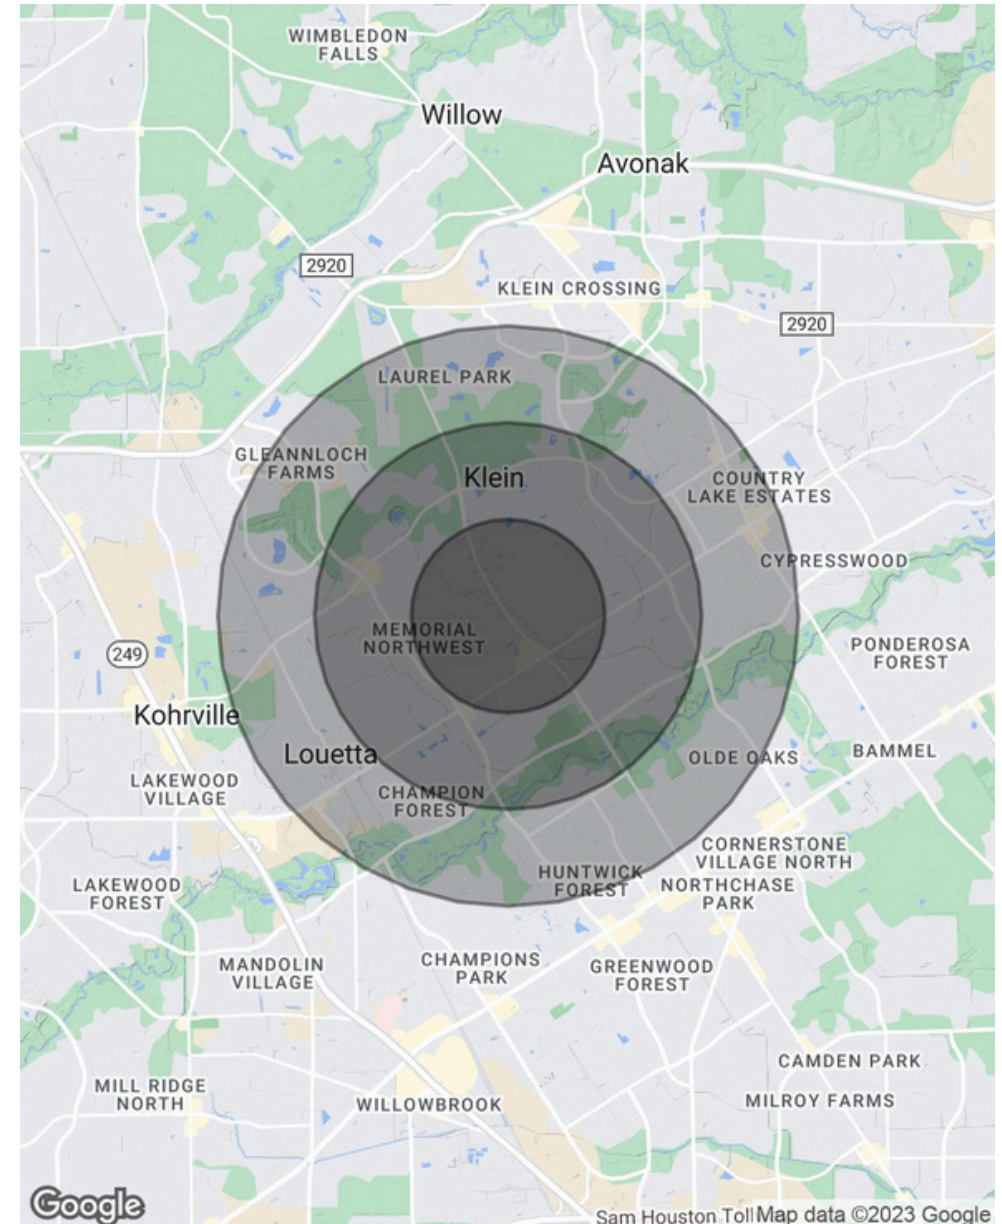 WIMBLEDON
FALLS
Willow
Avonak
2920
KLEIN CROSSING
2920
LAUREL PARK
GLEANNLOCH
FARMS
Klein
COUNTRY
LAKE ESTATES
CYPRESSWOOD
MEMORIAL
NORTHWEST
249
PONDEROSA
FOREST
Kohrville
Louetta
OLDE OAKS
BAMMEL
LAKEWOOD
VILLAGE
CHAMPION
FOREST
CORNERSTONE
VILLAGE NORTH
HUNTWICK
FOREST
NORTHCHASE
PARK
LAKEWOOD
FOREST
MANDOLIN
VILLAGE
CHAMPIONS
PARK
GREENWOOD
FOREST
CAMDEN PARK
MILL RIDGE
NORTH
WILLOWBROOK
MILROY FARMS
Google
Sam Houston Toll
Map data ©2023 Google